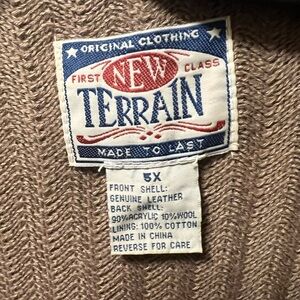 ORIGINAL CLOTHING
FIRST NEW CLASS
TERRAIN
MADE TO LAST
5X
FRONT SHELL:
GENUINE LEATHER
BACK SHELL:
90%ACRYLIC 10%WOOL
LINING: 100% COTTON
MADE IN CHINA
REVERSE FOR CARE